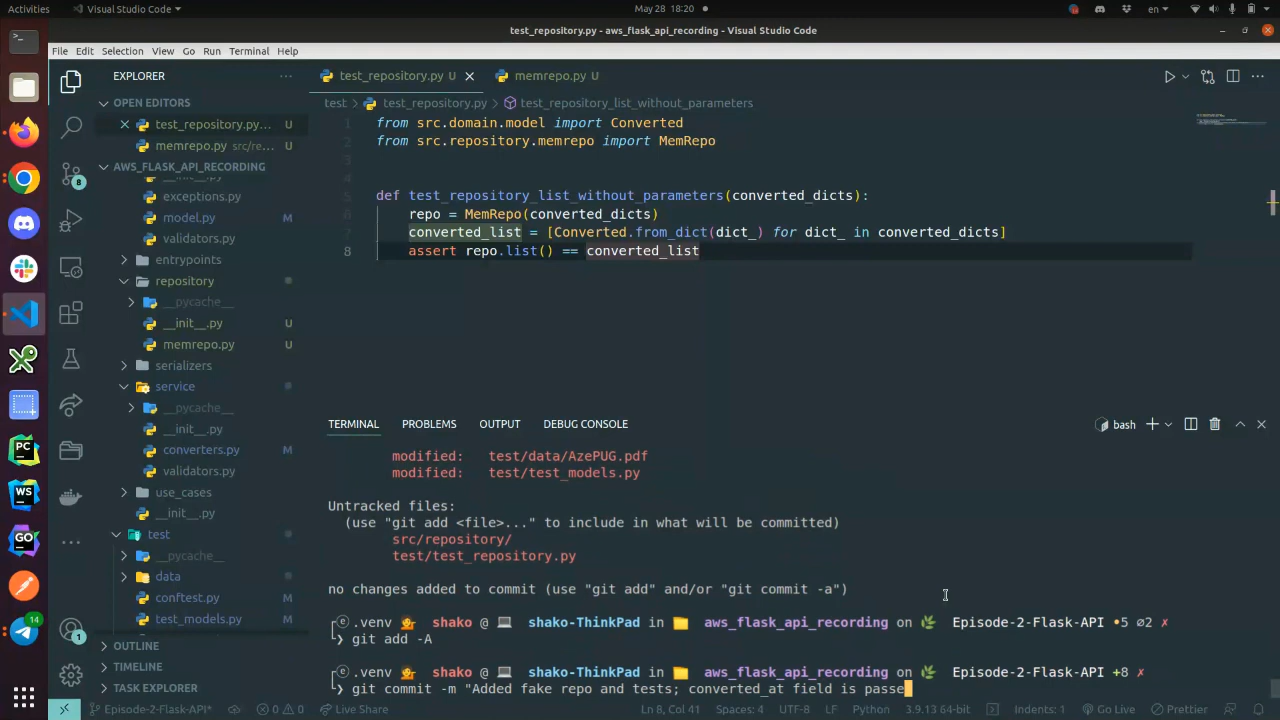 Activities
Visual Studio Code
May 28 18:20
en
test_repository.py - aws_flask_api_recording - Visual Studio Code
File Edit Selection View Go Run Terminal Help
EXPLORER
OPEN EDITORS
test_repository.py... U
memrepo.py src/re... U
AWS_FLASK_API_RECORDING
exceptions.py
model.py M
validators.py
entrypoints
repository
__pycache__
__init__.py U
memrepo.py U
serializers
service
__pycache__
__init__.py
converters.py M
validators.py
use_cases
__init__.py
test
__pycache__
data
conftest.py M
test_models.py M
OUTLINE
TIMELINE
TASK EXPLORER
8
1
14
test_repository.py U
memrepo.py U
test > test_repository.py > test_repository_list_without_parameters
1 from src.domain.model import Converted
2 from src.repository.memrepo import MemRepo
3
4
5 def test_repository_list_without_parameters(converted_dicts):
6 repo = MemRepo(converted_dicts)
7 converted_list = [Converted.from_dict(dict_) for dict_ in converted_dicts]
8 assert repo.list() == converted_list
TERMINAL PROBLEMS OUTPUT DEBUG CONSOLE
bash
modified: test/data/AzePUG.pdf
modified: test/test_models.py
Untracked files:
(use "git add <file>..." to include in what will be committed)
src/repository/
test/test_repository.py
no changes added to commit (use "git add" and/or "git commit -a")
.venv shako @ shako-ThinkPad in aws_flask_api_recording on Episode-2-Flask-API •5 ⌀2 ✗
git add -A
.venv shako @ shako-ThinkPad in aws_flask_api_recording on Episode-2-Flask-API +8 ✗
git commit -m "Added fake repo and tests; converted_at field is passe
Episode-2-Flask-API* 0 0 Live Share Ln 8, Col 41 Spaces: 4 UTF-8 LF Python 3.9.13 64-bit Indents: 1 Go Live Prettier